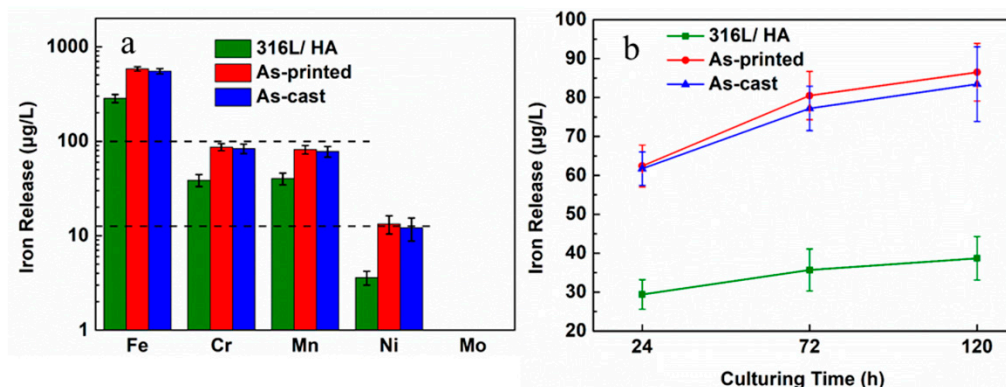 a
316L/ HA
As-printed
As-cast
Iron Release (µg/L)
1000
100
10
1
Fe Cr Mn Ni Mo
b
316L/ HA
As-printed
As-cast
Iron Release (µg/L)
100
90
80
70
60
50
40
30
20
24 72 120
Culturing Time (h)